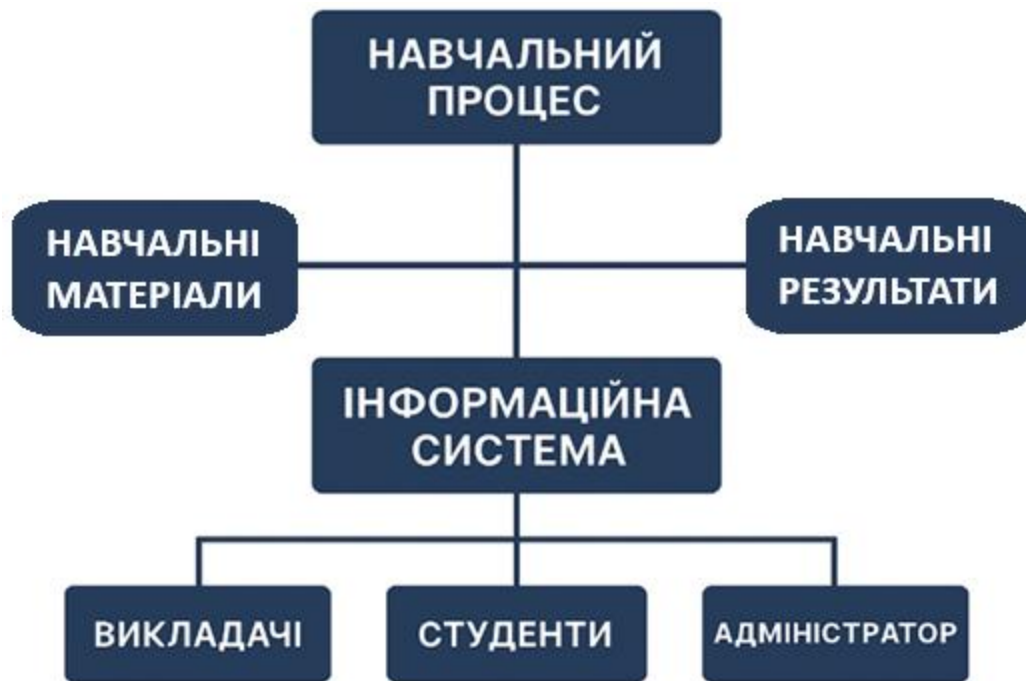 НАВЧАЛЬНИЙ
ПРОЦЕС
НАВЧАЛЬНІ
МАТЕРІАЛИ
НАВЧАЛЬНІ
РЕЗУЛЬТАТИ
ІНФОРМАЦІЙНА
СИСТЕМА
ВИКЛАДАЧІ
СТУДЕНТИ
АДМІНІСТРАТОР